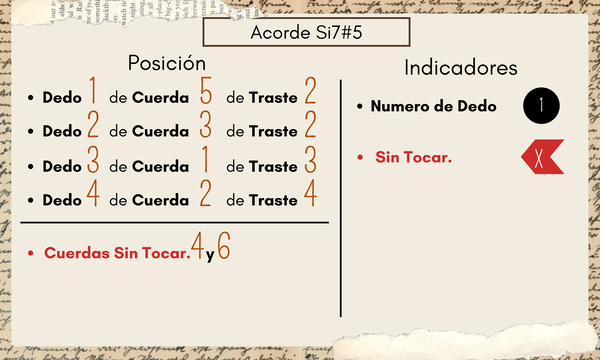 Acorde Si7#5
Posición
• Dedo 1 de Cuerda 5 de Traste 2
• Dedo 2 de Cuerda 3 de Traste 2
• Dedo 3 de Cuerda 1 de Traste 3
• Dedo 4 de Cuerda 2 de Traste 4
• Cuerdas Sin Tocar. 4 y 6
Indicadores
• Numero de Dedo 1
• Sin Tocar. X